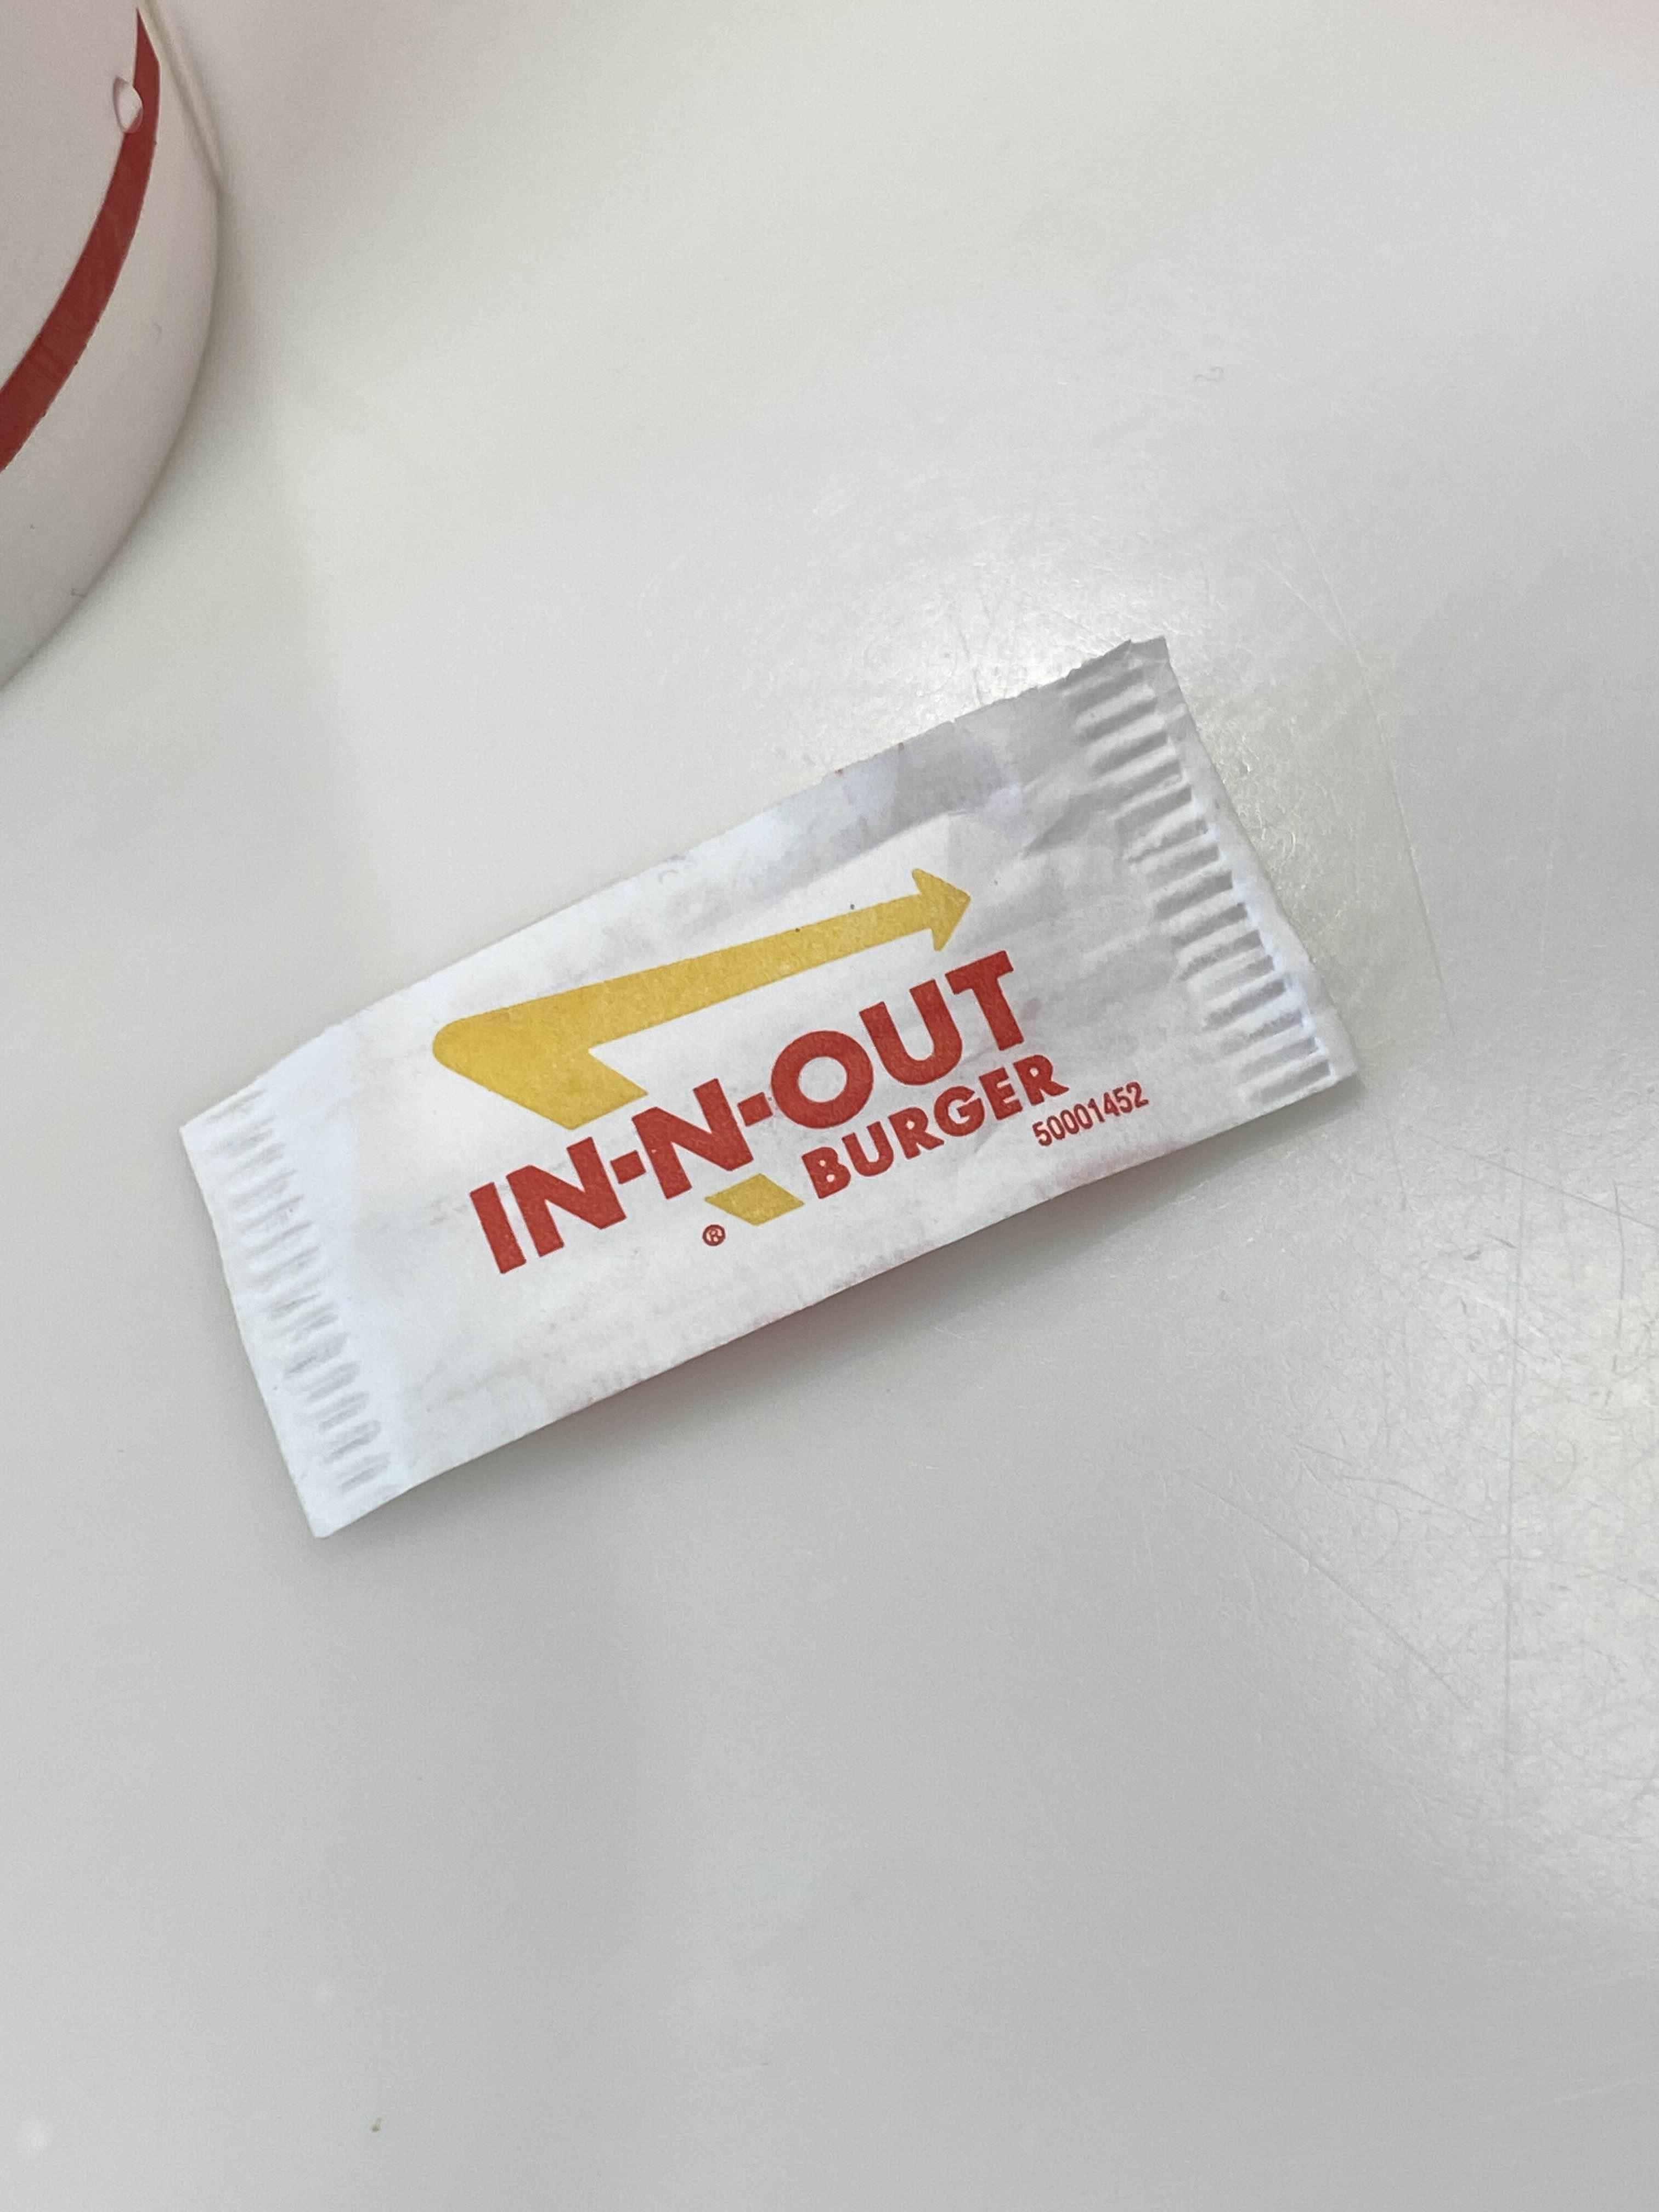 IN-N-OUT
BURGER
50001452
®